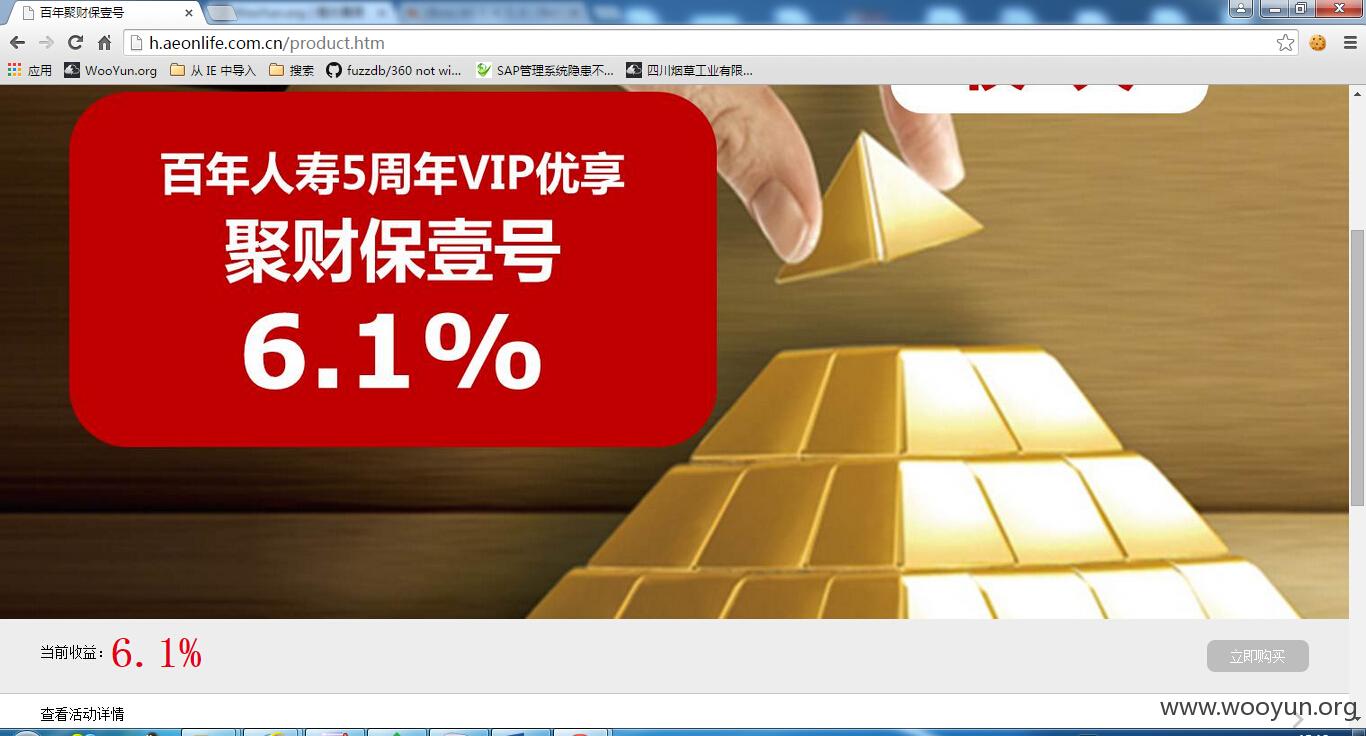 百年聚财保壹号
h.aeonlife.com.cn/product.htm
应用 WooYun.org 从 IE 中导入 搜索 fuzzdb/360 not wi... SAP管理系统隐患不... 四川烟草工业有限...
百年人寿5周年VIP优享
聚财保壹号
6.1%
当前收益：6.1%
立即购买
查看活动详情
www.wooyun.org